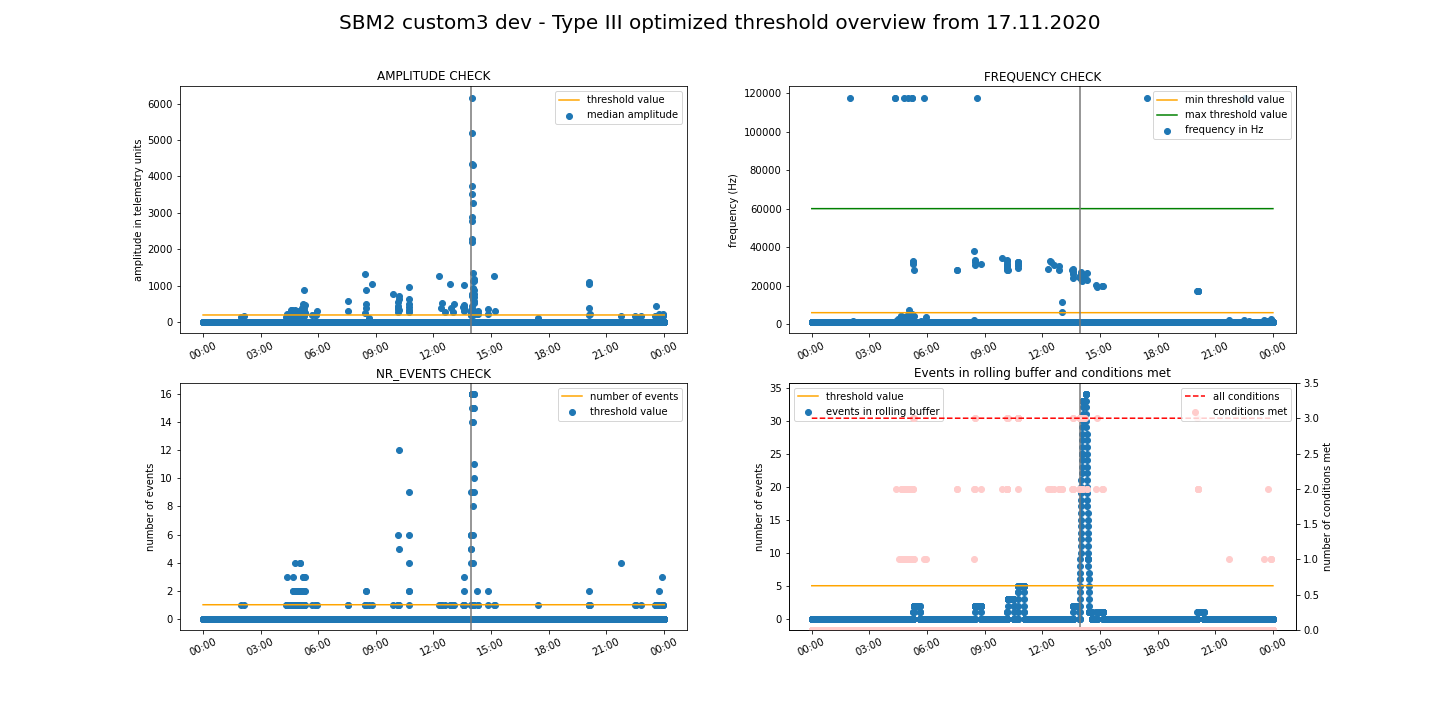 SBM2 custom3 dev - Type III optimized threshold overview from 17.11.2020
AMPLITUDE CHECK
amplitude in telemetry units
6000
5000
4000
3000
2000
1000
0
threshold value
median amplitude
00:00 03:00 06:00 09:00 12:00 15:00 18:00 21:00 00:00
FREQUENCY CHECK
frequency (Hz)
120000
100000
80000
60000
40000
20000
0
min threshold value
max threshold value
frequency in Hz
00:00 03:00 06:00 09:00 12:00 15:00 18:00 21:00 00:00
NR_EVENTS CHECK
number of events
16
14
12
10
8
6
4
2
0
number of events
threshold value
00:00 03:00 06:00 09:00 12:00 15:00 18:00 21:00 00:00
Events in rolling buffer and conditions met
number of events
35
30
25
20
15
10
5
0
threshold value
events in rolling buffer
all conditions
conditions met
3.5
3.0
2.5
2.0
1.5
1.0
0.5
0.0
number of conditions met
00:00 03:00 06:00 09:00 12:00 15:00 18:00 21:00 00:00